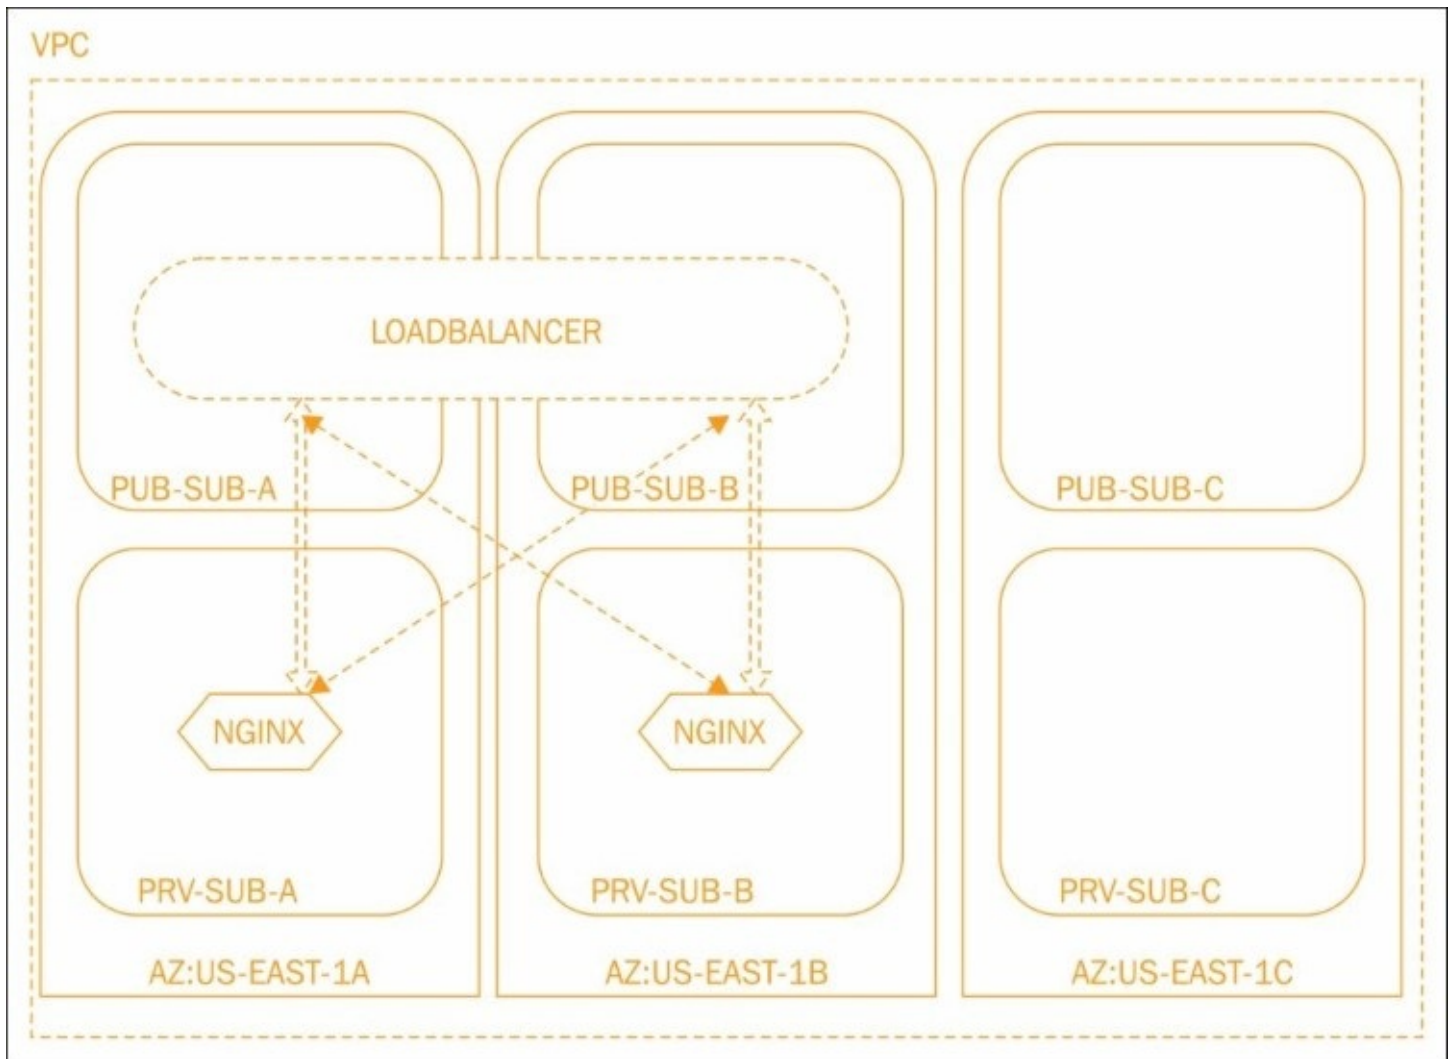 VPC
LOADBALANCER
PUB-SUB-A
PUB-SUB-B
PUB-SUB-C
NGINX
NGINX
PRV-SUB-A
PRV-SUB-B
PRV-SUB-C
AZ:US-EAST-1A
AZ:US-EAST-1B
AZ:US-EAST-1C